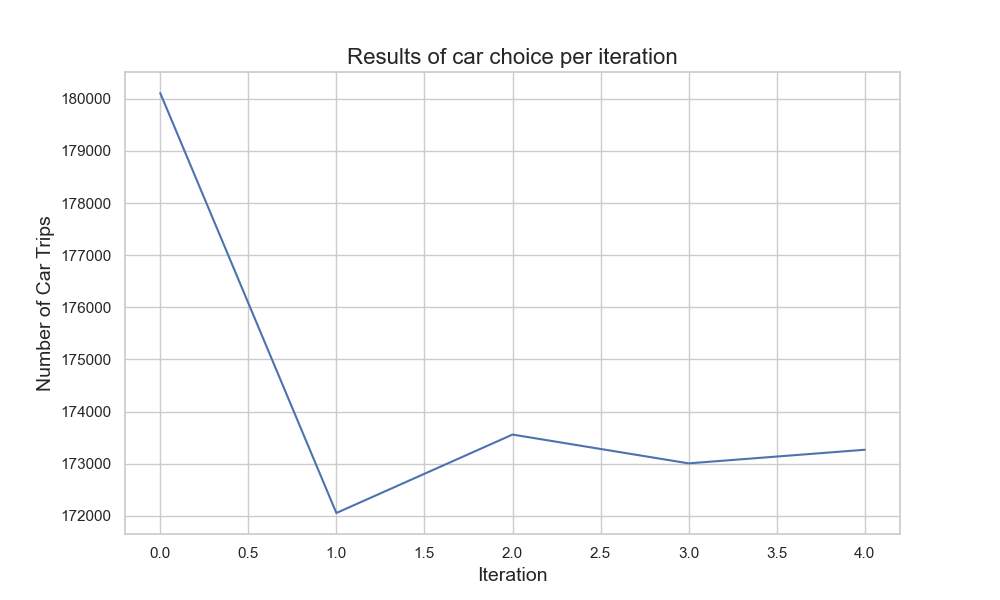 Results of car choice per iteration
180000
179000
178000
177000
176000
175000
174000
173000
172000
Number of Car Trips
0.0 0.5 1.0 1.5 2.0 2.5 3.0 3.5 4.0
Iteration